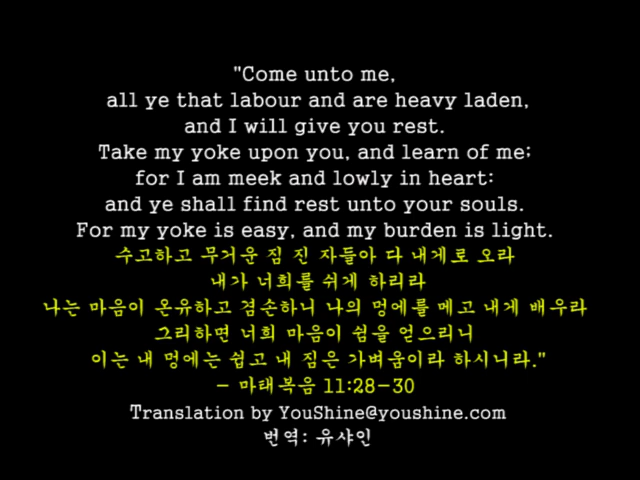 "Come unto me,
all ye that labour and are heavy laden,
and I will give you rest.
Take my yoke upon you, and learn of me;
for I am meek and lowly in heart:
and ye shall find rest unto your souls.
For my yoke is easy, and my burden is light.
수고하고 무거운 짐 진 자들아 다 내게로 오라
내가 너희를 쉬게 하리라
나는 마음이 온유하고 겸손하니 나의 멍에를 메고 내게 배우라
그리하면 너희 마음이 쉼을 얻으리니
이는 내 멍에는 쉽고 내 짐은 가벼움이라 하시니라."
- 마태복음 11:28-30
Translation by YouShine@youshine.com
번역: 유샤인